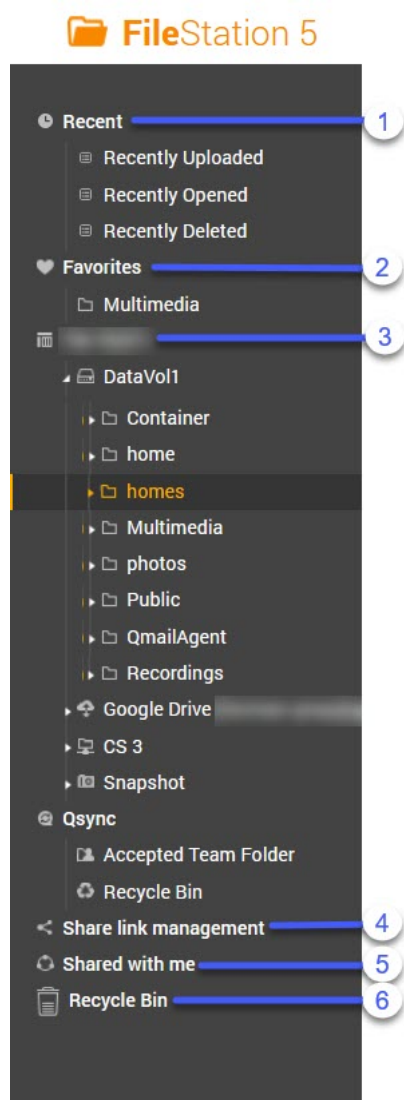 FileStation 5
Recent 1
Recently Uploaded
Recently Opened
Recently Deleted
Favorites 2
Multimedia
3
DataVol1
Container
home
homes
Multimedia
photos
Public
QmailAgent
Recordings
Google Drive
CS 3
Snapshot
Qsync
Accepted Team Folder
Recycle Bin
Share link management 4
Shared with me 5
Recycle Bin 6